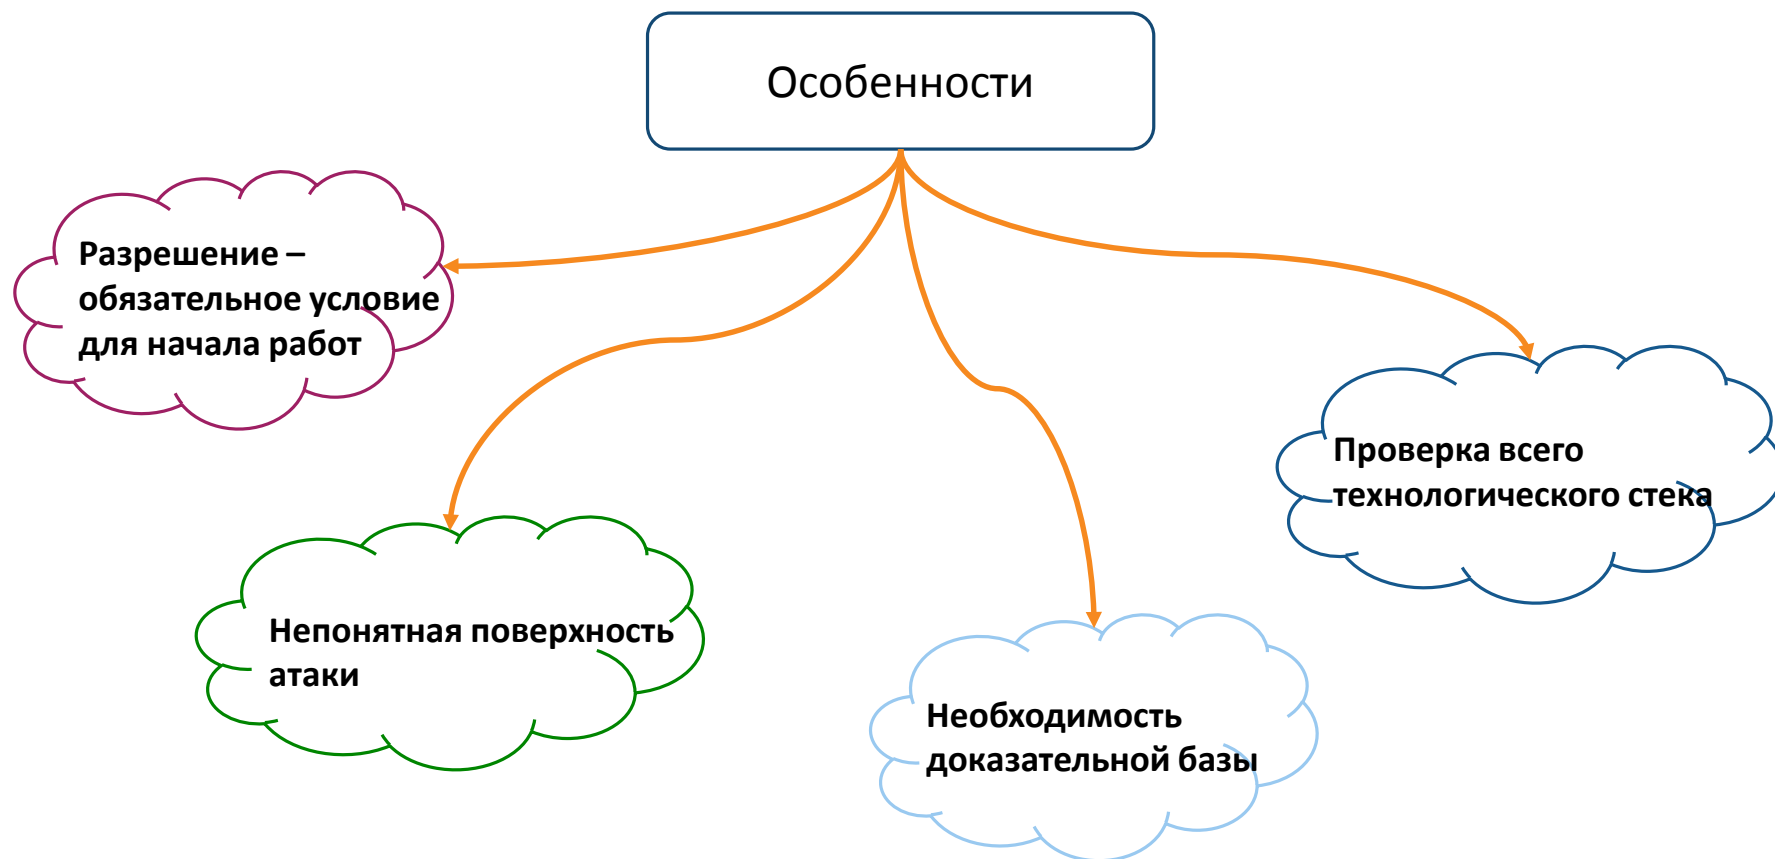 Особенности
Разрешение –
обязательное условие
для начала работ
Непонятная поверхность
атаки
Необходимость
доказательной базы
Проверка всего
технологического стека